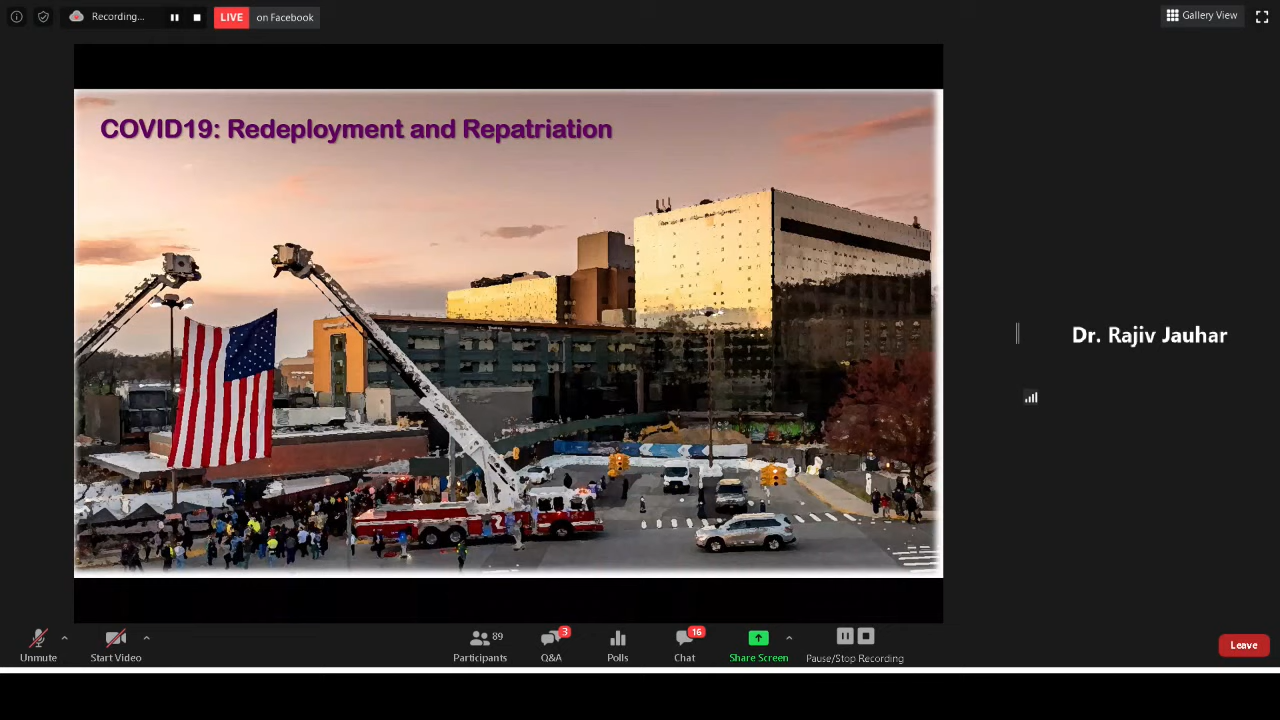 Recording...
LIVE on Facebook
Gallery View
COVID19: Redeployment and Repatriation
Dr. Rajiv Jauhar
Unmute
Start Video
89
Participants
3
Q&A
Polls
16
Chat
Share Screen
Pause/Stop Recording
Leave